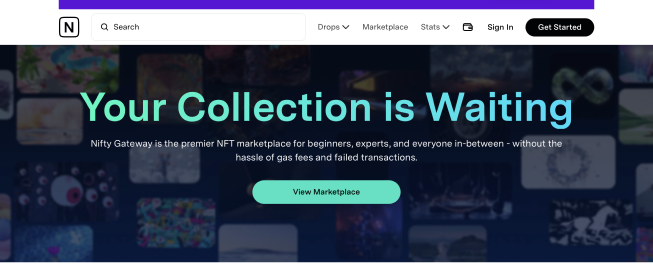 N
Search
Drops
Marketplace
Stats
Sign In
Get Started
Your Collection is Waiting
Nifty Gateway is the premier NFT marketplace for beginners, experts, and everyone in-between - without the
hassle of gas fees and failed transactions.
View Marketplace